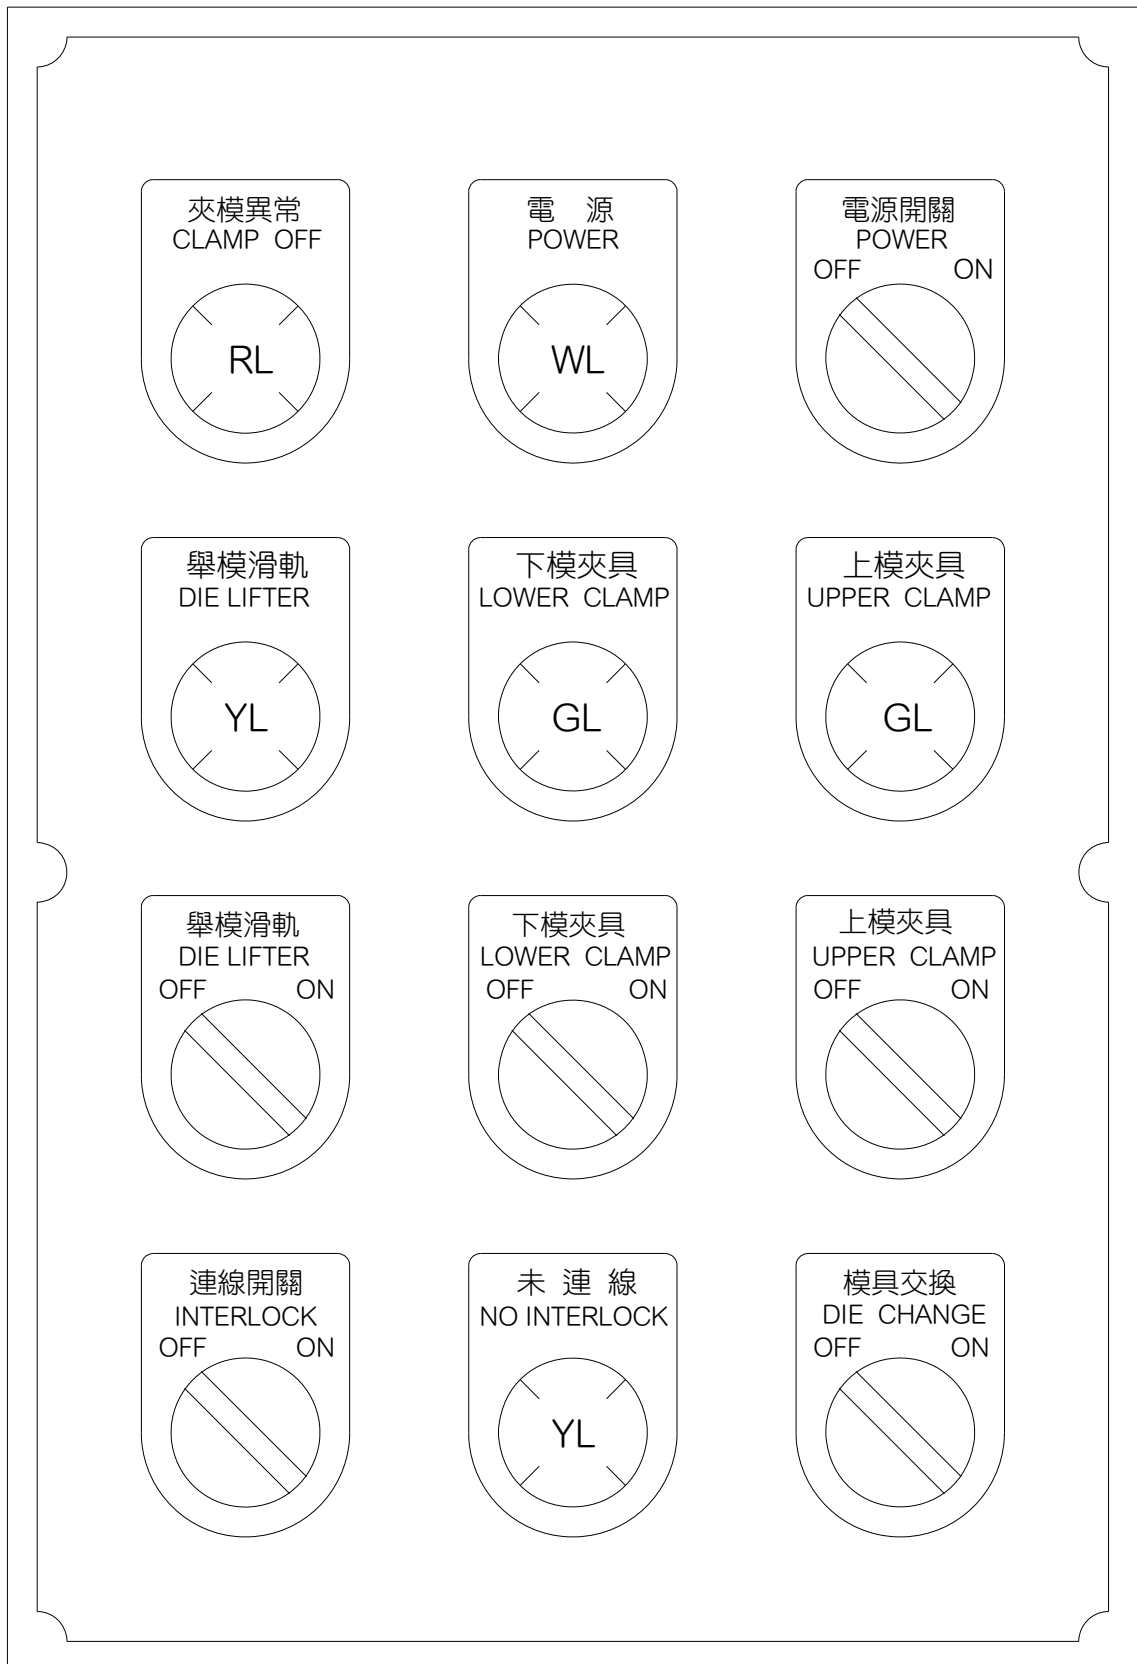 夾模異常
CLAMP OFF
RL
電 源
POWER
WL
電源開關
POWER
OFF ON
舉模滑軌
DIE LIFTER
YL
下模夾具
LOWER CLAMP
GL
上模夾具
UPPER CLAMP
GL
舉模滑軌
DIE LIFTER
OFF ON
下模夾具
LOWER CLAMP
OFF ON
上模夾具
UPPER CLAMP
OFF ON
連線開關
INTERLOCK
OFF ON
未 連 線
NO INTERLOCK
YL
模具交換
DIE CHANGE
OFF ON